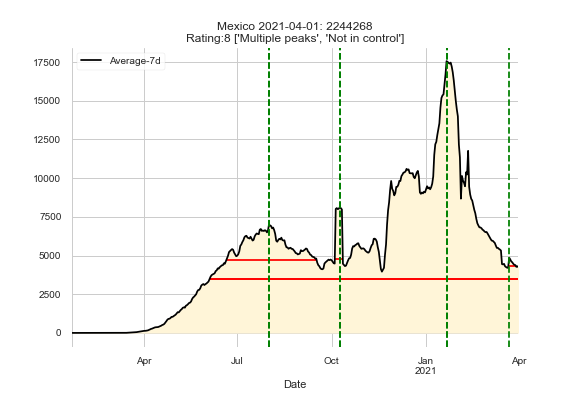 Mexico 2021-04-01: 2244268
Rating:8 ['Multiple peaks', 'Not in control']
Average-7d
17500
15000
12500
10000
7500
5000
2500
0
Apr Jul Oct Jan Apr
2021
Date